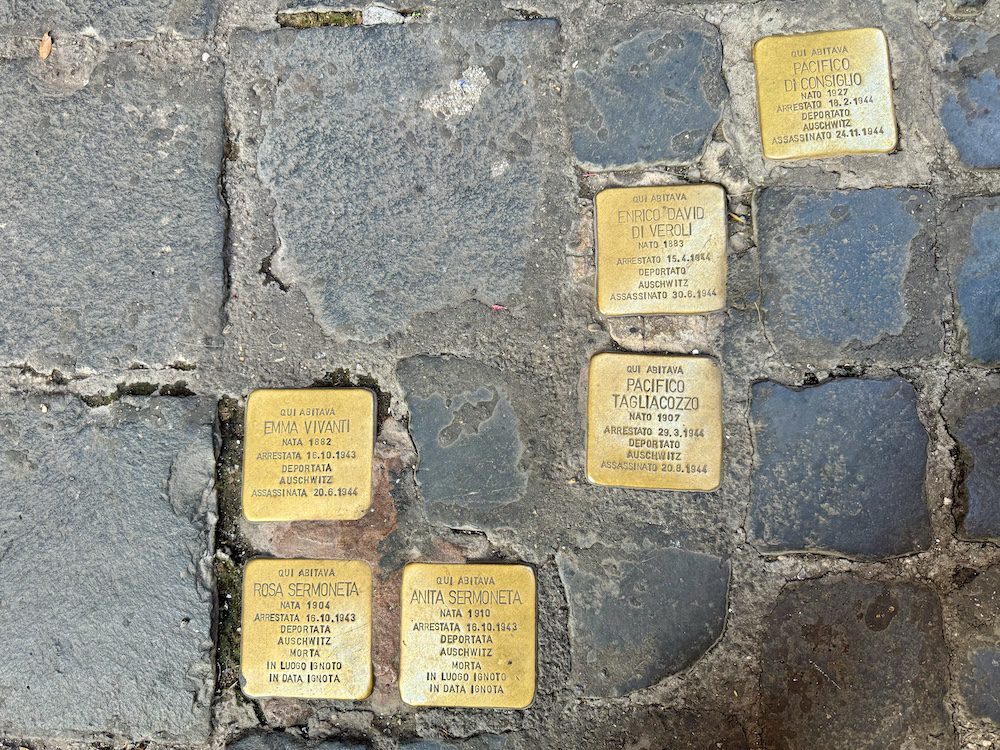 QUI ABITAVA
PACIFICO
DI CONSIGLIO
NATO 1927
ARRESTATO 18.2.1944
DEPORTATO
AUSCHWITZ
ASSASSINATO 24.11.1944
QUI ABITAVA
ENRICO DAVID
DI VEROLI
NATO 1883
ARRESTATO 15.4.1944
DEPORTATO
AUSCHWITZ
ASSASSINATO 30.6.1944
QUI ABITAVA
PACIFICO
TAGLIACOZZO
NATO 1907
ARRESTATO 29.3.1944
DEPORTATO
AUSCHWITZ
ASSASSINATO 20.8.1944
QUI ABITAVA
EMMA VIVANTI
NATA 1882
ARRESTATA 16.10.1943
DEPORTATA
AUSCHWITZ
ASSASSINATA 20.6.1944
QUI ABITAVA
ROSA SERMONETA
NATA 1904
ARRESTATA 16.10.1943
DEPORTATA
AUSCHWITZ
MORTA
IN LUOGO IGNOTO
IN DATA IGNOTA
QUI ABITAVA
ANITA SERMONETA
NATA 1910
ARRESTATA 16.10.1943
DEPORTATA
AUSCHWITZ
MORTA
IN LUOGO IGNOTO
IN DATA IGNOTA